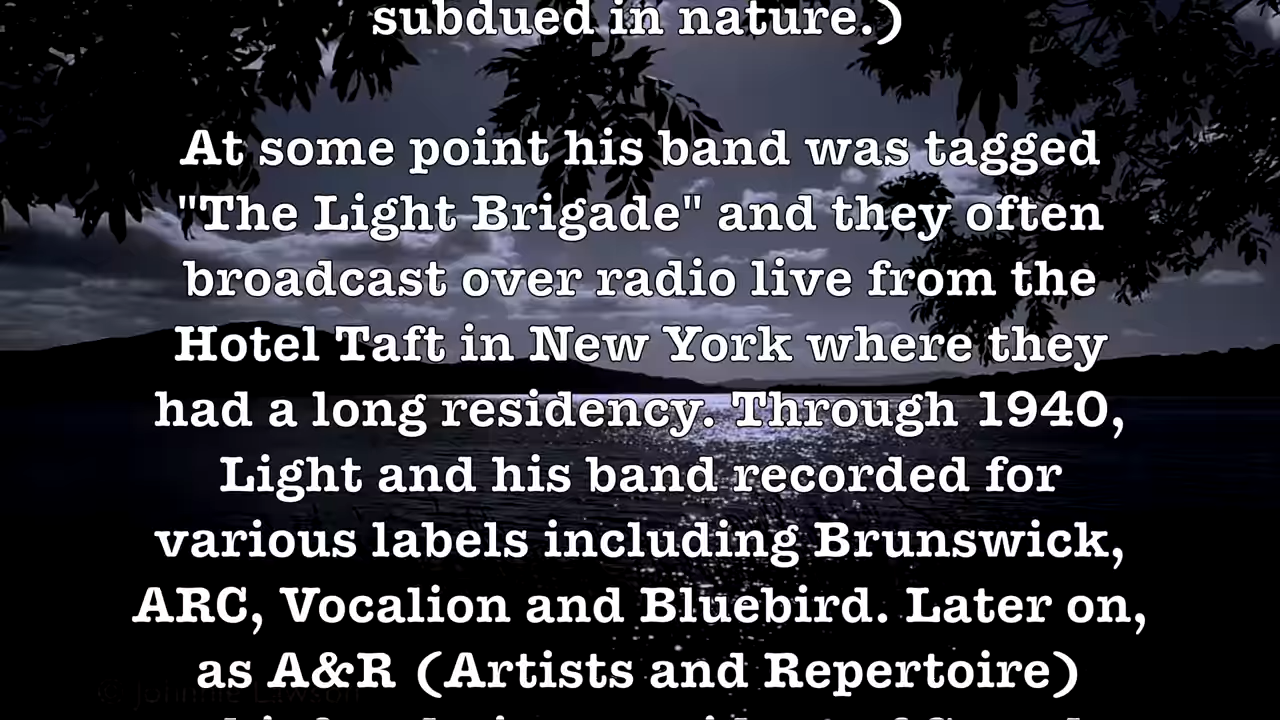 subdued in nature.)
At some point his band was tagged
"The Light Brigade" and they often
broadcast over radio live from the
Hotel Taft in New York where they
had a long residency. Through 1940,
Light and his band recorded for
various labels including Brunswick,
ARC, Vocalion and Bluebird. Later on,
as A&R (Artists and Repertoire)
© Johnnie Lawson